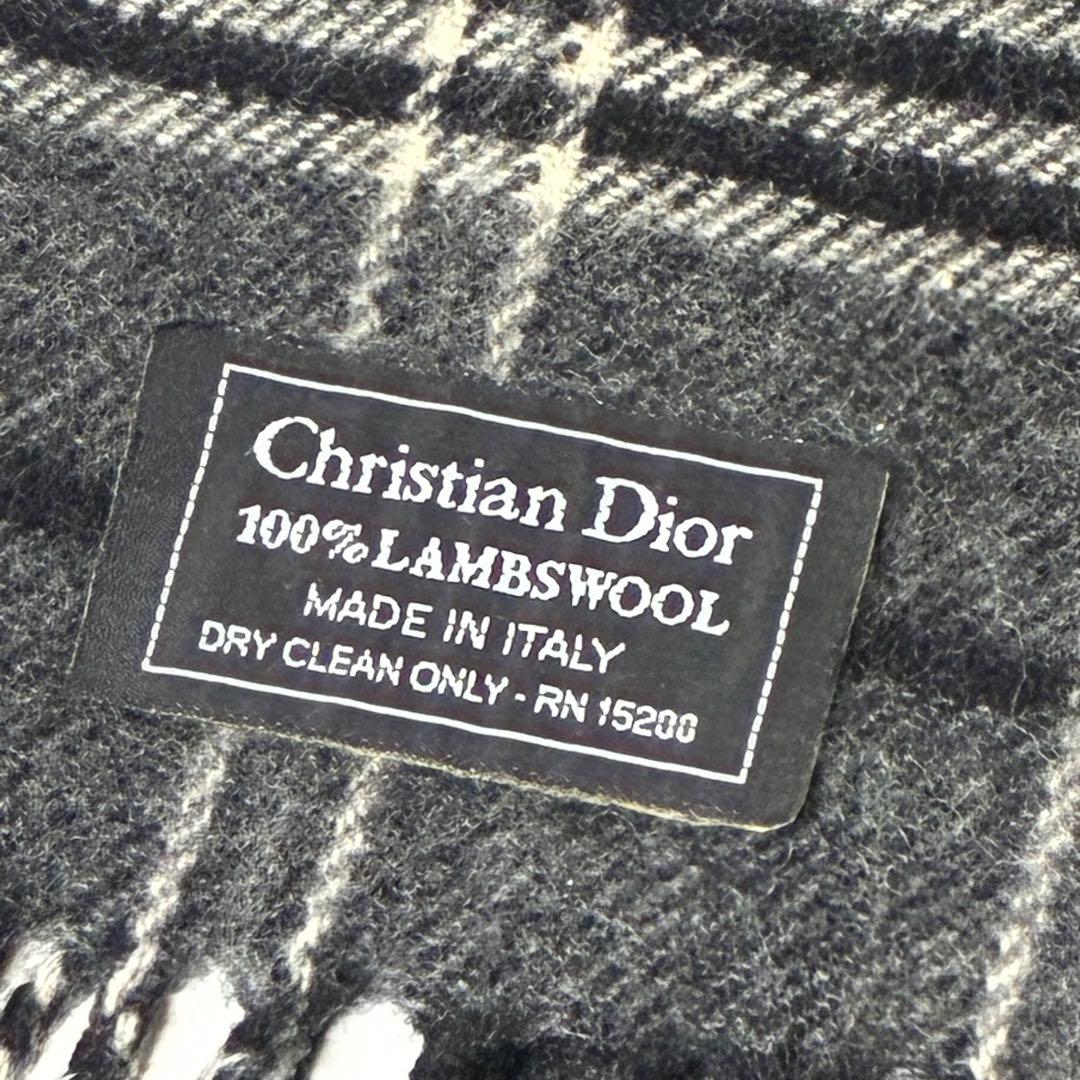 Christian Dior
100% LAMBSWOOL
MADE IN ITALY
DRY CLEAN ONLY - RN 15200